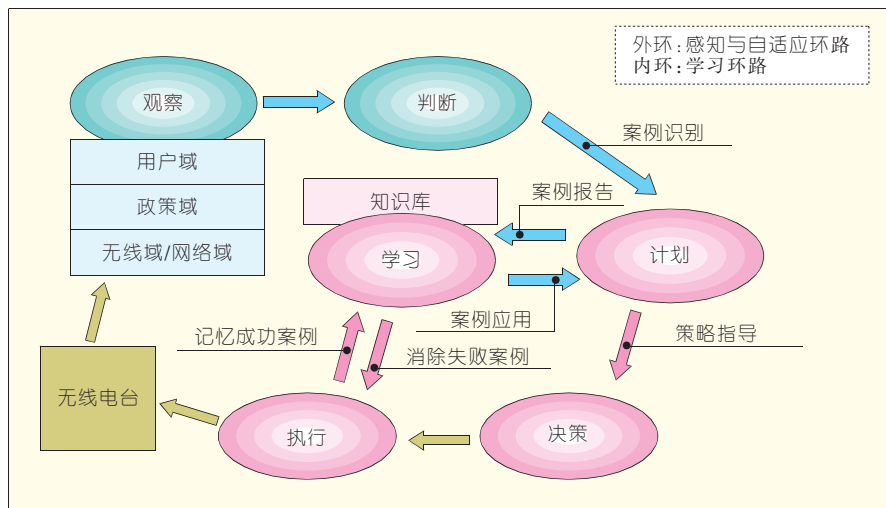 外环：感知与自适应环路
内环：学习环路
观察
判断
案例识别
用户域
政策域
无线域/网络域
知识库
案例报告
学习
计划
案例应用
记忆成功案例
消除失败案例
策略指导
无线电台
执行
决策